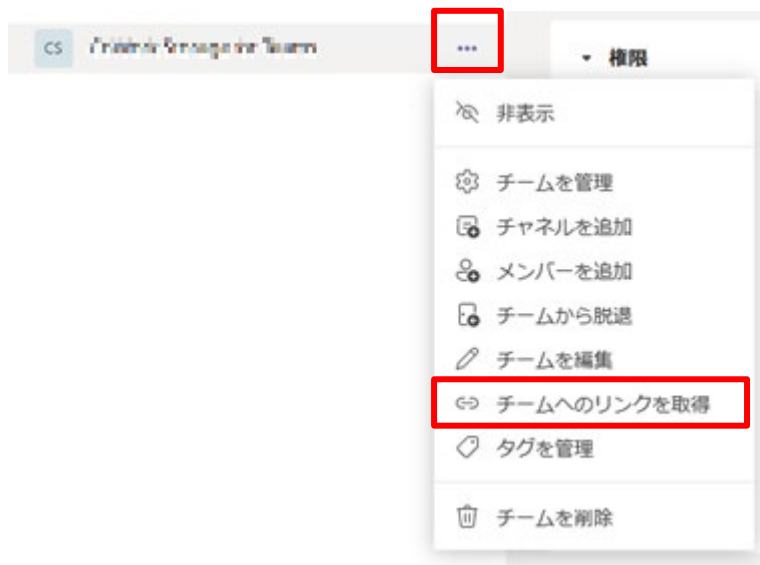 CS
...
権限
非表示
チームを管理
チャネルを追加
メンバーを追加
チームから脱退
チームを編集
チームへのリンクを取得
タグを管理
チームを削除